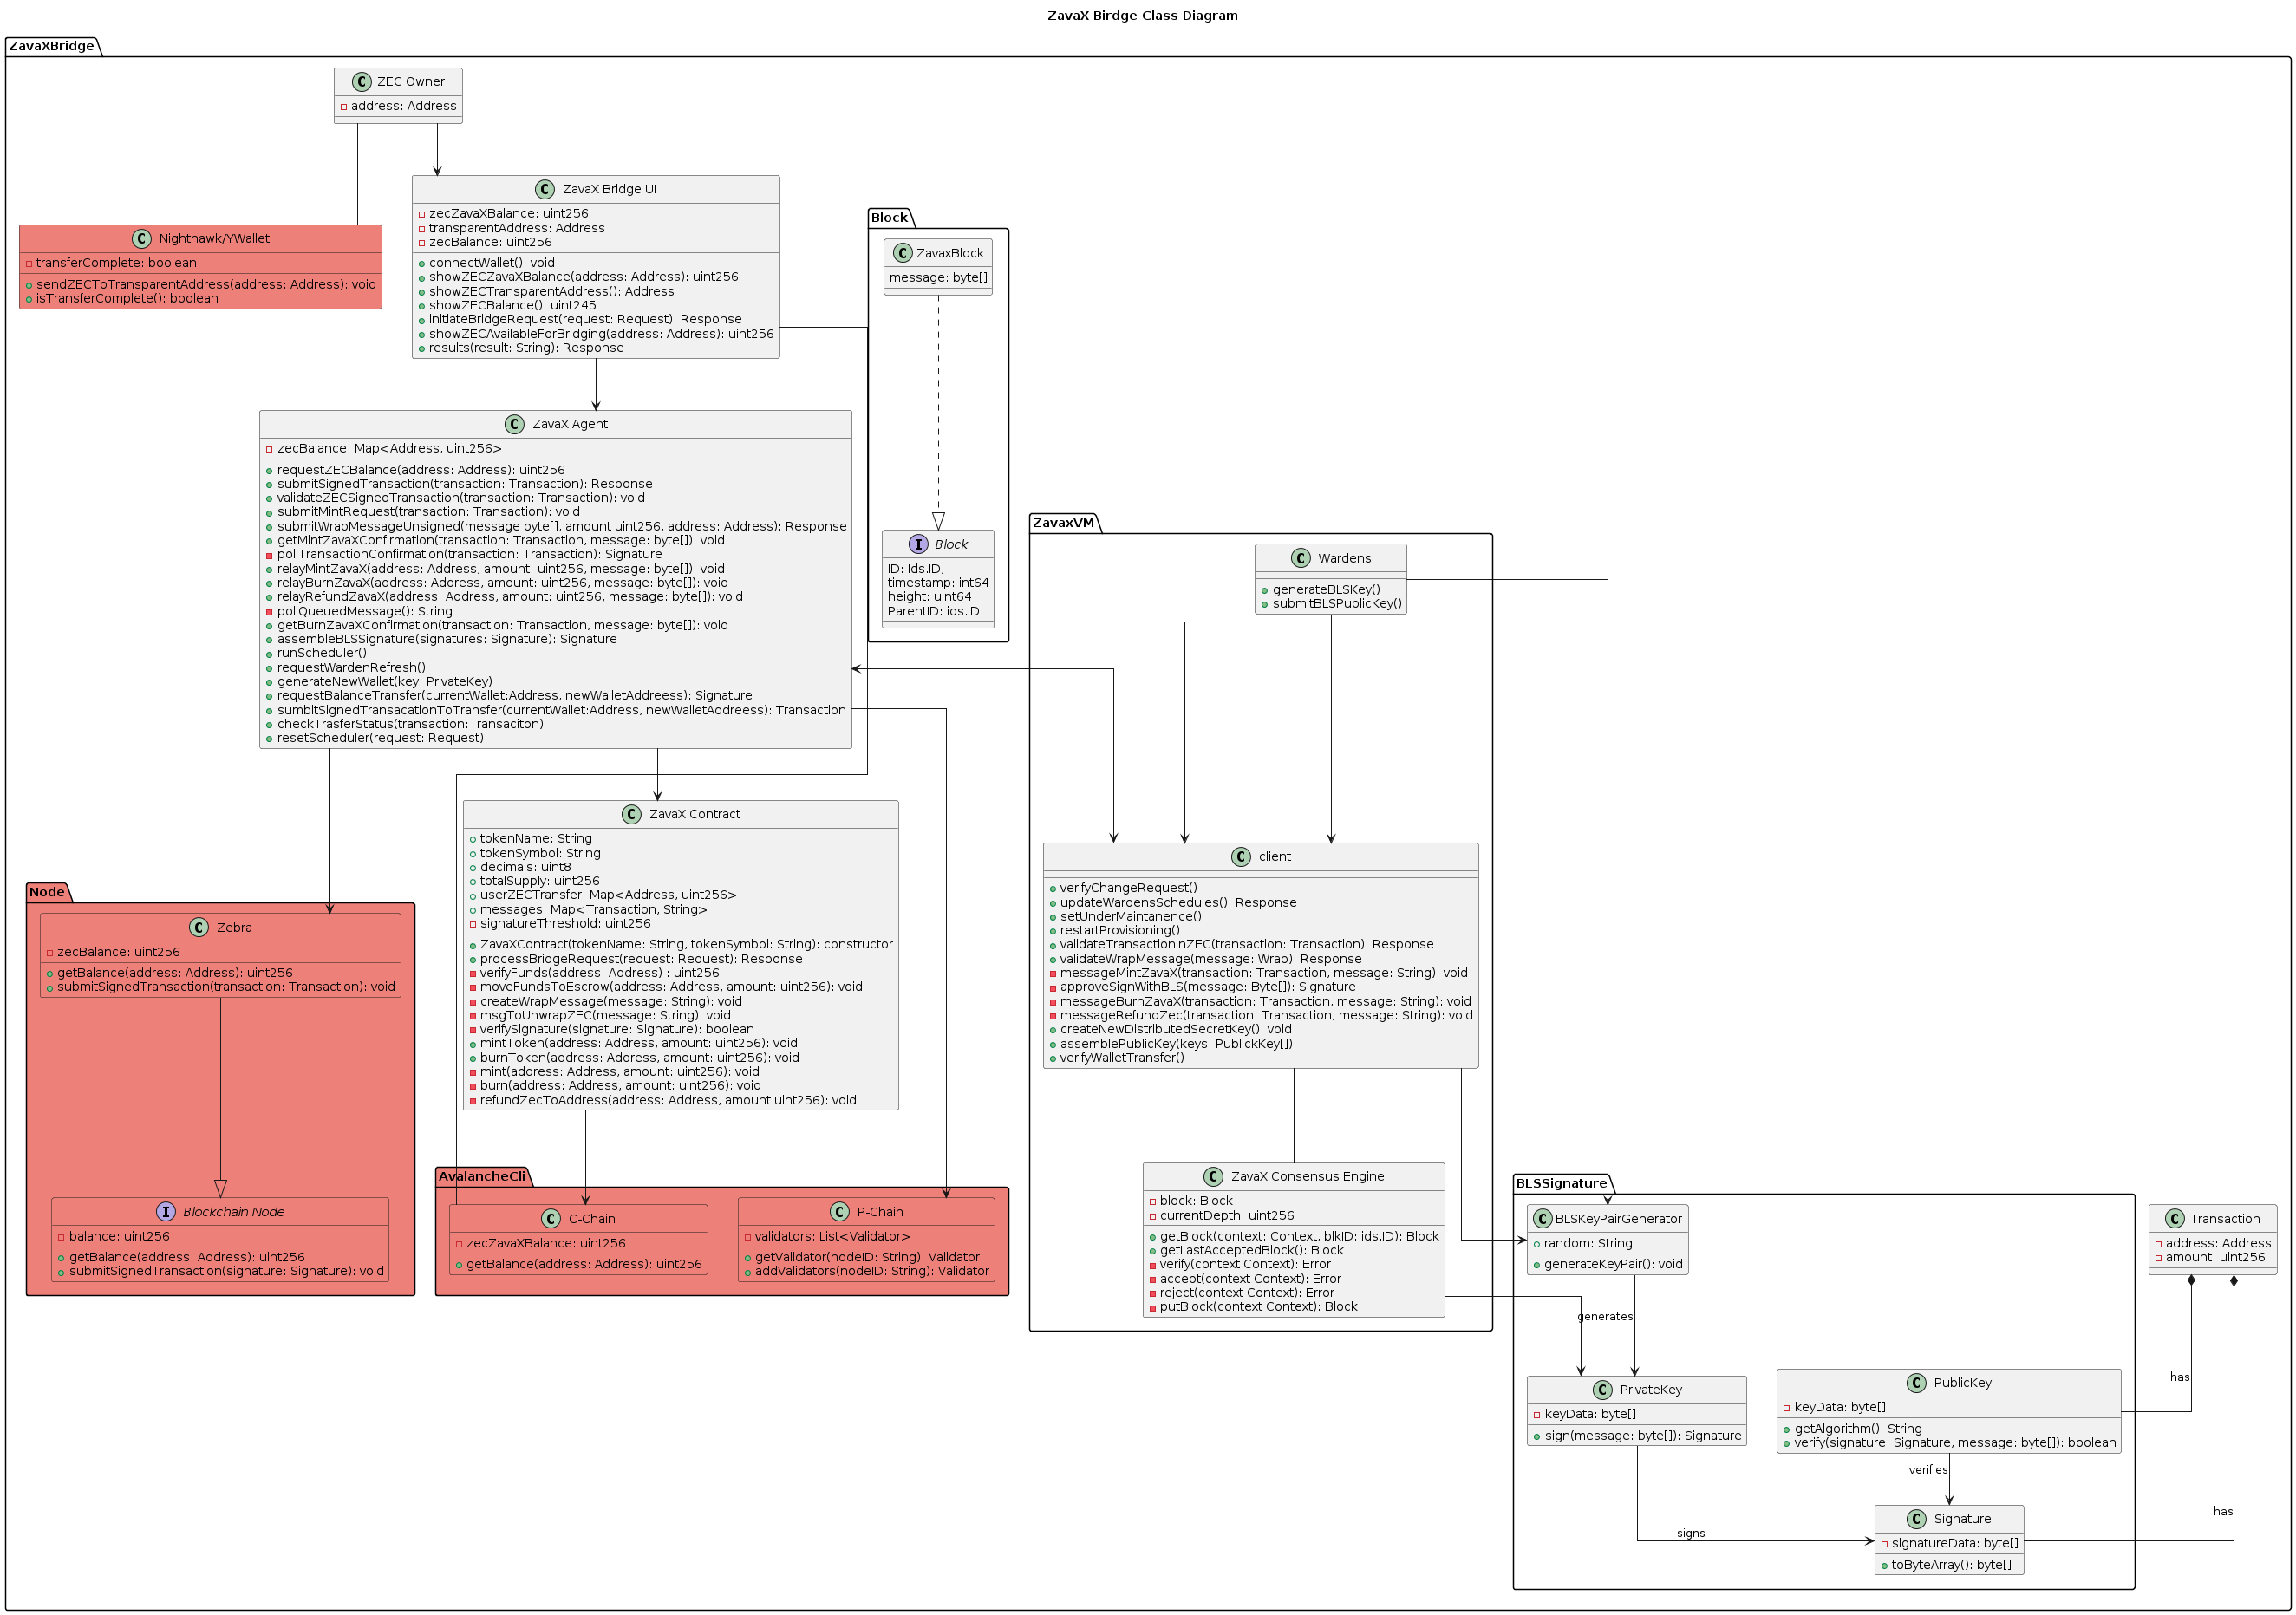 ZavaX Birdge Class Diagram
ZavaXBridge
C ZEC Owner
address: Address
C Nighthawk/YWallet
transferComplete: boolean
sendZECToTransparentAddress(address: Address): void
isTransferComplete(): boolean
C ZavaX Bridge UI
zecZavaXBalance: uint256
transparentAddress: Address
zecBalance: uint256
connectWallet(): void
showZECZavaXBalance(address: Address): uint256
showZECTransparentAddress(): Address
showZECBalance(): uint245
initiateBridgeRequest(request: Request): Response
showZECAvailableForBridging(address: Address): uint256
results(result: String): Response
Block
C ZavaxBlock
message: byte[]
I Block
ID: Ids.ID,
timestamp: int64
height: uint64
ParentID: ids.ID
C ZavaX Agent
zecBalance: Map<Address, uint256>
requestZECBalance(address: Address): uint256
submitSignedTransaction(transaction: Transaction): Response
validateZECSignedTransaction(transaction: Transaction): void
submitMintRequest(transaction: Transaction): void
submitWrapMessageUnsigned(message byte[], amount uint256, address: Address): Response
getMintZavaXConfirmation(transaction: Transaction, message: byte[]): void
pollTransactionConfirmation(transaction: Transaction): Signature
relayMintZavaX(address: Address, amount: uint256, message: byte[]): void
relayBurnZavaX(address: Address, amount: uint256, message: byte[]): void
relayRefundZavaX(address: Address, amount: uint256, message: byte[]): void
pollQueuedMessage(): String
getBurnZavaXConfirmation(transaction: Transaction, message: byte[]): void
assembleBLSSignature(signatures: Signature): Signature
runScheduler()
requestWardenRefresh()
generateNewWallet(key: PrivateKey)
requestBalanceTransfer(currentWallet:Address, newWalletAddreess): Signature
sumbitSignedTransacationToTransfer(currentWallet:Address, newWalletAddreess): Transaction
checkTrasferStatus(transaction:Transaciton)
resetScheduler(request: Request)
ZavaxVM
C Wardens
generateBLSKey()
submitBLSPublicKey()
C client
verifyChangeRequest()
updateWardensSchedules(): Response
setUnderMaintanence()
restartProvisioning()
validateTransactionInZEC(transaction: Transaction): Response
validateWrapMessage(message: Wrap): Response
messageMintZavaX(transaction: Transaction, message: String): void
approveSignWithBLS(message: Byte[]): Signature
messageBurnZavaX(transaction: Transaction, message: String): void
messageRefundZec(transaction: Transaction, message: String): void
createNewDistributedSecretKey(): void
assemblePublicKey(keys: PublickKey[])
verifyWalletTransfer()
C ZavaX Contract
tokenName: String
tokenSymbol: String
decimals: uint8
totalSupply: uint256
userZECTransfer: Map<Address, uint256>
messages: Map<Transaction, String>
signatureThreshold: uint256
ZavaXContract(tokenName: String, tokenSymbol: String): constructor
processBridgeRequest(request: Request): Response
verifyFunds(address: Address) : uint256
moveFundsToEscrow(address: Address, amount: uint256): void
createWrapMessage(message: String): void
msgToUnwrapZEC(message: String): void
verifySignature(signature: Signature): boolean
mintToken(address: Address, amount: uint256): void
burnToken(address: Address, amount: uint256): void
mint(address: Address, amount: uint256): void
burn(address: Address, amount: uint256): void
refundZecToAddress(address: Address, amount uint256): void
Node
C Zebra
zecBalance: uint256
getBalance(address: Address): uint256
submitSignedTransaction(transaction: Transaction): void
I Blockchain Node
balance: uint256
getBalance(address: Address): uint256
submitSignedTransaction(signature: Signature): void
AvalancheCli
C C-Chain
zecZavaXBalance: uint256
getBalance(address: Address): uint256
C P-Chain
validators: List<Validator>
getValidator(nodeID: String): Validator
addValidators(nodeID: String): Validator
C ZavaX Consensus Engine
block: Block
currentDepth: uint256
getBlock(context: Context, blkID: ids.ID): Block
getLastAcceptedBlock(): Block
verify(context Context): Error
accept(context Context): Error
reject(context Context): Error
putBlock(context Context): Block
BLSSignature
C BLSKeyPairGenerator
random: String
generateKeyPair(): void
generates
C PrivateKey
keyData: byte[]
sign(message: byte[]): Signature
C PublicKey
keyData: byte[]
getAlgorithm(): String
verify(signature: Signature, message: byte[]): boolean
verifies
signs
C Signature
signatureData: byte[]
toByteArray(): byte[]
C Transaction
address: Address
amount: uint256
has
has